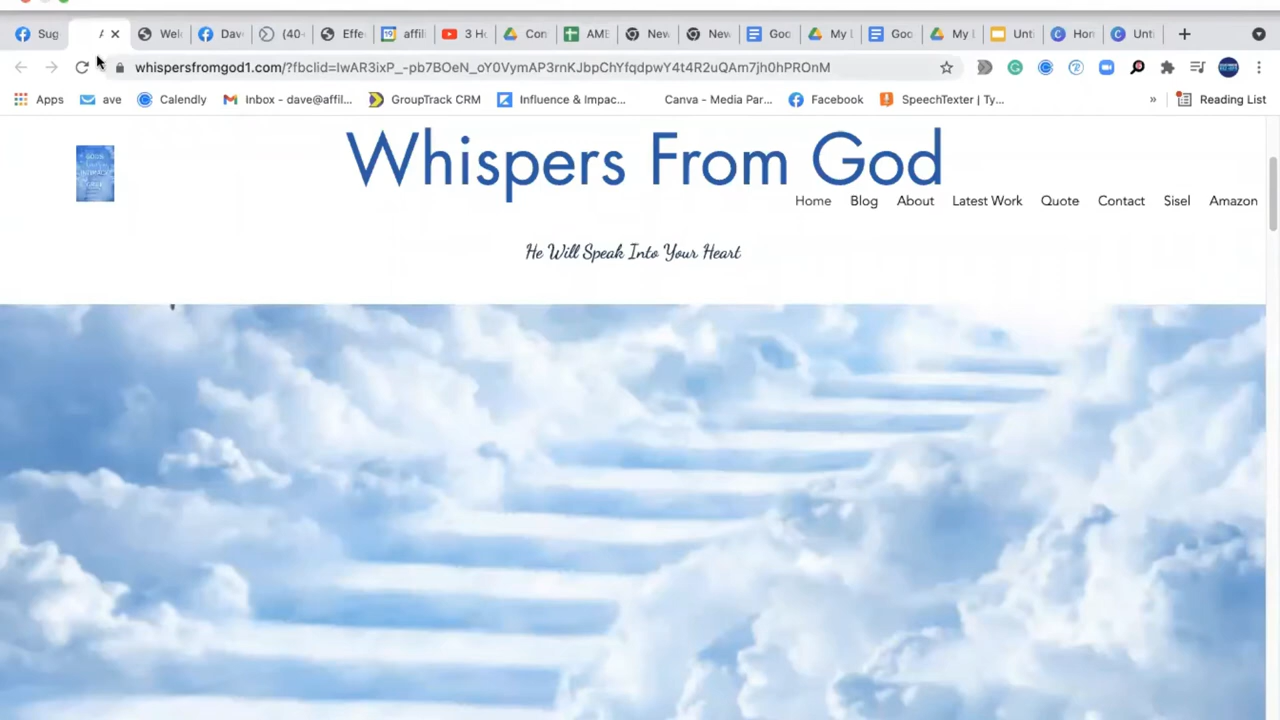 Sug
Wel
Dav
(40
Effe
affil
3 Ho
Con
AME
New
New
Goo
My L
Goo
My L
Unt
Hor
Unt
whispersfromgod1.com/?fbclid=IwAR3ixP_-pb7BOeN_oY0VymAP3rnKJbpChYfqdpwY4t4R2uQAm7jh0hPROnM
Apps
ave
Calendly
Inbox - dave@affil...
GroupTrack CRM
Influence & Impac...
Canva - Media Par...
Facebook
SpeechTexter | Ty...
»
Reading List
Whispers From God
Home Blog About Latest Work Quote Contact Sisel Amazon
He Will Speak Into Your Heart